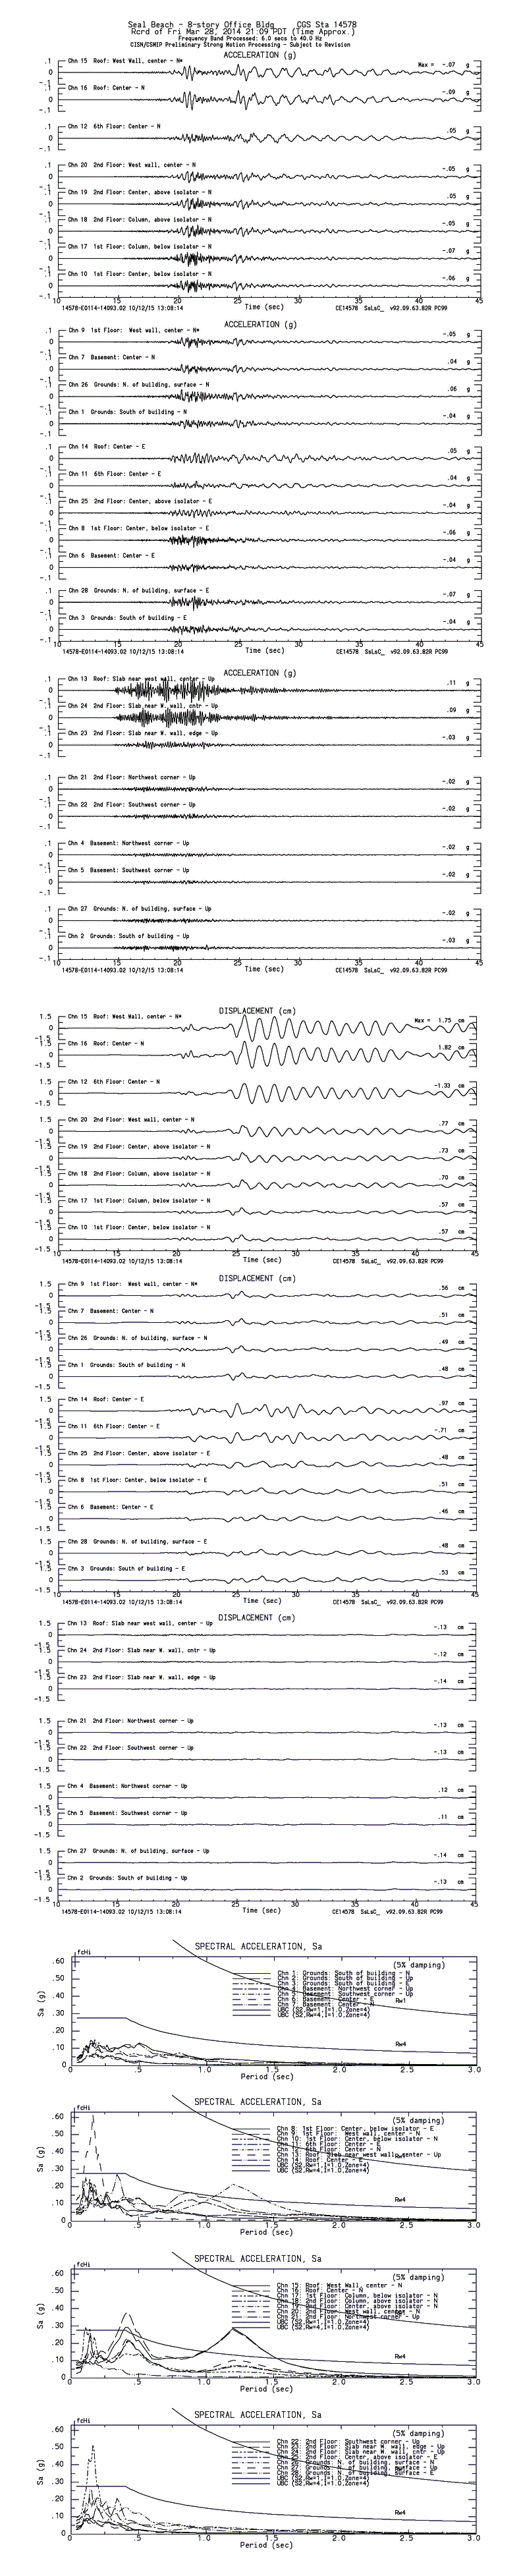 Seal Beach - 8-story Office Bldg    CGS Sta 14578
Rcrd of Fri Mar 28, 2014 21:09 PDT (Time Approx.)
Frequency Band Processed: 6.0 secs to 40.0 Hz
CISN/CSMIP Preliminary Strong Motion Processing - Subject to Revision
ACCELERATION (g)
Chn 15 Roof: West Wall, center - N* Max = -.07 g
Chn 16 Roof: Center - N -.09 g
Chn 12 6th Floor: Center - N .05 g
Chn 20 2nd Floor: West wall, center - N -.05 g
Chn 19 2nd Floor: Center, above isolator - N .05 g
Chn 18 2nd Floor: Column, above isolator - N -.05 g
Chn 17 1st Floor: Column, below isolator - N -.07 g
Chn 10 1st Floor: Center, below isolator - N -.06 g
10 15 20 25 30 35 40 45
14578-E0114-14093.02 10/12/15 13:08:14 Time (sec) CE14578 SsLsC_ v92.09.63.82R PC99
ACCELERATION (g)
Chn 9 1st Floor: West wall, center - N* -.05 g
Chn 7 Basement: Center - N .04 g
Chn 26 Grounds: N. of building, surface - N .06 g
Chn 1 Grounds: South of building - N -.04 g
Chn 14 Roof: Center - E .05 g
Chn 11 6th Floor: Center - E .04 g
Chn 25 2nd Floor: Center, above isolator - E -.04 g
Chn 8 1st Floor: Center, below isolator - E -.06 g
Chn 6 Basement: Center - E -.04 g
Chn 28 Grounds: N. of building, surface - E -.07 g
Chn 3 Grounds: South of building - E -.04 g
10 15 20 25 30 35 40 45
14578-E0114-14093.02 10/12/15 13:08:14 Time (sec) CE14578 SsLsC_ v92.09.63.82R PC99
ACCELERATION (g)
Chn 13 Roof: Slab near west wall, center - Up .11 g
Chn 24 2nd Floor: Slab near W. wall, cntr - Up .09 g
Chn 23 2nd Floor: Slab near W. wall, edge - Up -.03 g
Chn 21 2nd Floor: Northwest corner - Up -.02 g
Chn 22 2nd Floor: Southwest corner - Up -.02 g
Chn 4 Basement: Northwest corner - Up -.02 g
Chn 5 Basement: Southwest corner - Up -.02 g
Chn 27 Grounds: N. of building, surface - Up -.02 g
Chn 2 Grounds: South of building - Up -.03 g
10 15 20 25 30 35 40 45
14578-E0114-14093.02 10/12/15 13:08:14 Time (sec) CE14578 SsLsC_ v92.09.63.82R PC99
DISPLACEMENT (cm)
Chn 15 Roof: West Wall, center - N* Max = 1.75 cm
Chn 16 Roof: Center - N 1.82 cm
Chn 12 6th Floor: Center - N -1.33 cm
Chn 20 2nd Floor: West wall, center - N .77 cm
Chn 19 2nd Floor: Center, above isolator - N .73 cm
Chn 18 2nd Floor: Column, above isolator - N .70 cm
Chn 17 1st Floor: Column, below isolator - N .57 cm
Chn 10 1st Floor: Center, below isolator - N .57 cm
10 15 20 25 30 35 40 45
14578-E0114-14093.02 10/12/15 13:08:14 Time (sec) CE14578 SsLsC_ v92.09.63.82R PC99
DISPLACEMENT (cm)
Chn 9 1st Floor: West wall, center - N* .56 cm
Chn 7 Basement: Center - N .51 cm
Chn 26 Grounds: N. of building, surface - N .49 cm
Chn 1 Grounds: South of building - N .48 cm
Chn 14 Roof: Center - E .97 cm
Chn 11 6th Floor: Center - E -.71 cm
Chn 25 2nd Floor: Center, above isolator - E .48 cm
Chn 8 1st Floor: Center, below isolator - E .51 cm
Chn 6 Basement: Center - E .46 cm
Chn 28 Grounds: N. of building, surface - E .48 cm
Chn 3 Grounds: South of building - E .53 cm
10 15 20 25 30 35 40 45
14578-E0114-14093.02 10/12/15 13:08:14 Time (sec) CE14578 SsLsC_ v92.09.63.82R PC99
DISPLACEMENT (cm)
Chn 13 Roof: Slab near west wall, center - Up -.13 cm
Chn 24 2nd Floor: Slab near W. wall, cntr - Up -.12 cm
Chn 23 2nd Floor: Slab near W. wall, edge - Up -.14 cm
Chn 21 2nd Floor: Northwest corner - Up -.13 cm
Chn 22 2nd Floor: Southwest corner - Up -.13 cm
Chn 4 Basement: Northwest corner - Up .12 cm
Chn 5 Basement: Southwest corner - Up .11 cm
Chn 27 Grounds: N. of building, surface - Up -.14 cm
Chn 2 Grounds: South of building - Up -.13 cm
10 15 20 25 30 35 40 45
14578-E0114-14093.02 10/12/15 13:08:14 Time (sec) CE14578 SsLsC_ v92.09.63.82R PC99
SPECTRAL ACCELERATION, Sa
fcHi
(5% damping)
Chn 1: Grounds: South of building - N
Chn 2: Grounds: South of building - Up
Chn 3: Grounds: South of building - E
Chn 4: Basement: Northwest corner - Up
Chn 5: Basement: Southwest corner - Up
Chn 6: Basement: Center - E
Chn 7: Basement: Center - N
UBC (S2,Rw=1,I=1.0,Zone=4)
UBC (S2,Rw=4,I=1.0,Zone=4)
Rw1
Rw4
Sa (g)
0 .5 1.0 1.5 2.0 2.5 3.0
Period (sec)
SPECTRAL ACCELERATION, Sa
fcHi
(5% damping)
Chn 8: 1st Floor: Center, below isolator - E
Chn 9: 1st Floor: West wall, center - N
Chn 10: 1st Floor: Center, below isolator - N
Chn 11: 6th Floor: Center - E
Chn 12: 6th Floor: Center - N
Chn 13: Roof: Slab near west wall, center - Up
Chn 14: Roof: Center - E
UBC (S2,Rw=1,I=1.0,Zone=4)
UBC (S2,Rw=4,I=1.0,Zone=4)
Rw4
Sa (g)
0 .5 1.0 1.5 2.0 2.5 3.0
Period (sec)
SPECTRAL ACCELERATION, Sa
fcHi
(5% damping)
Chn 15: Roof: West Wall, center - N
Chn 16: Roof: Center - N
Chn 17: 1st Floor: Column, below isolator - N
Chn 18: 2nd Floor: Column, above isolator - N
Chn 19: 2nd Floor: Center, above isolator - N
Chn 20: 2nd Floor: West wall, center - N
Chn 21: 2nd Floor: Northwest corner - Up
UBC (S2,Rw=1,I=1.0,Zone=4)
UBC (S2,Rw=4,I=1.0,Zone=4)
Rw4
Sa (g)
0 .5 1.0 1.5 2.0 2.5 3.0
Period (sec)
SPECTRAL ACCELERATION, Sa
fcHi
(5% damping)
Chn 22: 2nd Floor: Southwest corner - Up
Chn 23: 2nd Floor: Slab near W. wall, edge - Up
Chn 24: 2nd Floor: Slab near W. wall, cntr - Up
Chn 25: 2nd Floor: Center, above isolator - E
Chn 26: Grounds: N. of building, surface - N
Chn 27: Grounds: N. of building, surface - Up
Chn 28: Grounds: N. of building, surface - E
UBC (S2,Rw=1,I=1.0,Zone=4)
UBC (S2,Rw=4,I=1.0,Zone=4)
Rw4
Sa (g)
0 .5 1.0 1.5 2.0 2.5 3.0
Period (sec)